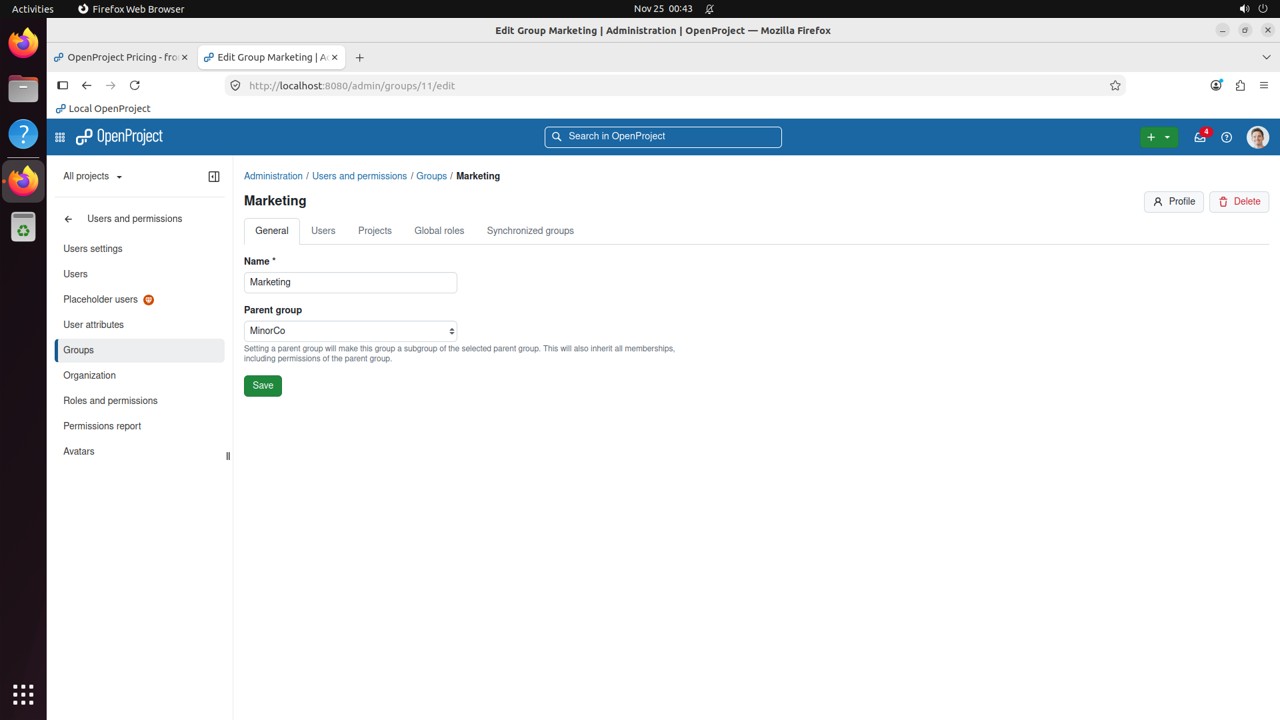 Activities
Firefox Web Browser
Nov 25 00:43
Edit Group Marketing | Administration | OpenProject — Mozilla Firefox
OpenProject Pricing - fro
Edit Group Marketing | A
http://localhost:8080/admin/groups/11/edit
Local OpenProject
OpenProject
Search in OpenProject
4
All projects
Users and permissions
Users settings
Users
Placeholder users
User attributes
Groups
Organization
Roles and permissions
Permissions report
Avatars
Administration / Users and permissions / Groups / Marketing
Marketing
Profile
Delete
General
Users
Projects
Global roles
Synchronized groups
Name *
Marketing
Parent group
MinorCo
Setting a parent group will make this group a subgroup of the selected parent group. This will also inherit all memberships,
including permissions of the parent group.
Save